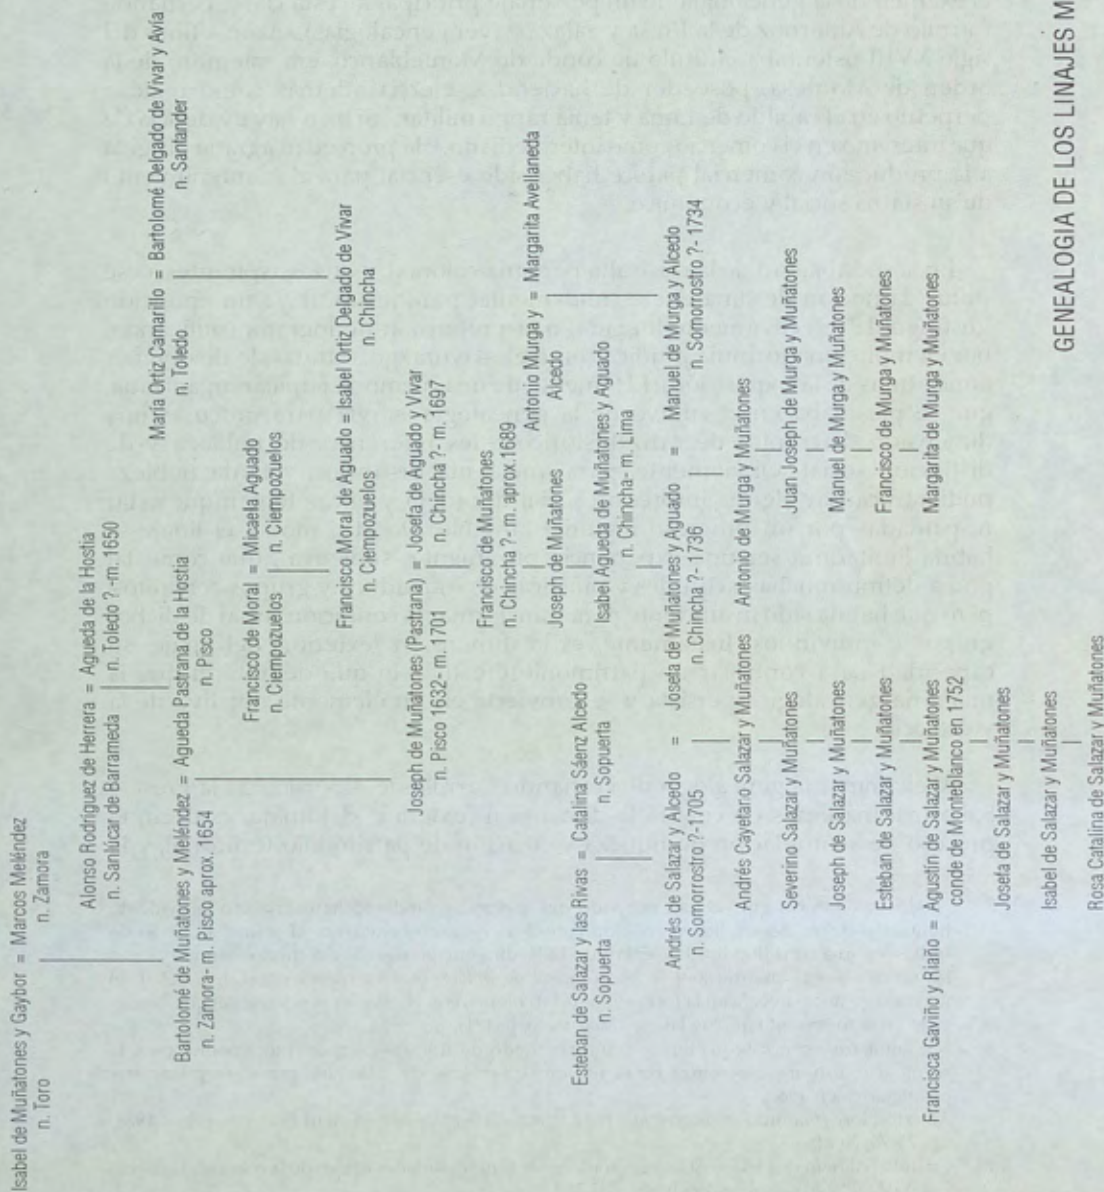 Isabel de Muñatones y Gaybor = Marcos Meléndez
n. Toro n. Zamora
Alonso Rodríguez de Herrera = Agueda de la Hostia
n. Sanlúcar de Barrameda n. Toledo ?-m.1650
María Ortiz Camarillo = Bartolomé Delgado de Vivar y Avia
n. Toledo n. Santander
Bartolomé de Muñatones y Meléndez = Agueda Pastrana de la Hostia
n. Zamora- m. Pisco aprox. 1654 n. Pisco
Francisco de Moral = Micaela Aguado
n. Ciempozuelos n. Ciempozuelos
Francisco Moral de Aguado = Isabel Ortiz Delgado de Vivar
n. Ciempozuelos n. Chincha
Joseph de Muñatones (Pastrana) = Josefa de Aguado y Vivar
n. Pisco 1632- m. 1701 n. Chincha ?- m. 1697
Francisco de Muñatones
n. Chincha ?- m. aprox.1689
Antonio Murga y = Margarita Avellaneda
Alcedo
Joseph de Muñatones
Esteban de Salazar y las Rivas = Catalina Sáenz Alcedo
n. Sopuerta n. Sopuerta
Isabel Agueda de Muñatones y Aguado
n. Chincha- m. Lima
Andrés de Salazar y Alcedo = Josefa de Muñatones y Aguado = Manuel de Murga y Alcedo
n. Somorrostro ?-1705 n. Chincha ?- 1736 n. Somorrostro ?- 1734
Andrés Cayetano Salazar y Muñatones Antonio de Murga y Muñatones
Severino Salazar y Muñatones Juan Joseph de Murga y Muñatones
Joseph de Salazar y Muñatones Manuel de Murga y Muñatones
Esteban de Salazar y Muñatones Francisco de Murga y Muñatones
Francisca Gaviño y Riaño = Agustín de Salazar y Muñatones Margarita de Murga y Muñatones
conde de Monteblanco en 1752
Josefa de Salazar y Muñatones
Isabel de Salazar y Muñatones
Rosa Catalina de Salazar y Muñatones
GENEALOGIA DE LOS LINAJES M